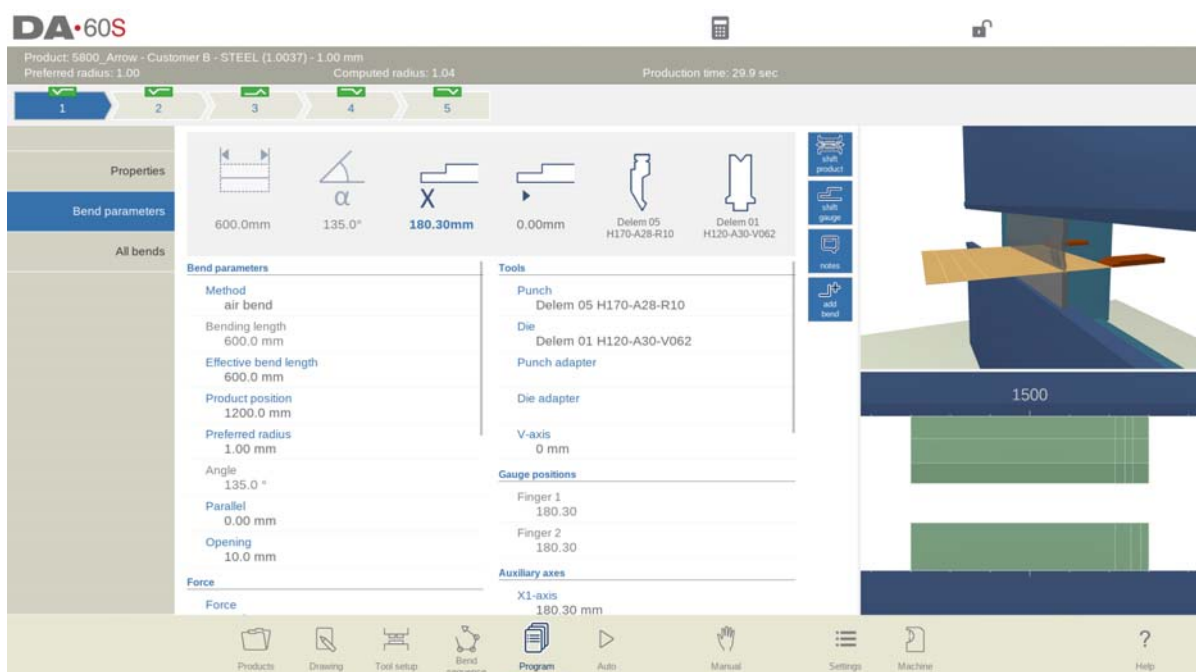 DA•60S
Product: 5800_Arrow - Customer B - STEEL (1.0037) - 1.00 mm
Preferred radius: 1.00 Computed radius: 1.04 Production time: 29.9 sec
1 2 3 4 5
Properties
Bend parameters
All bends
α X
600.0mm 135.0° 180.30mm 0.00mm Delem 05 H170-A28-R10 Delem 01 H120-A30-V062
shift product
shift gauge
notes
add bend
Bend parameters
Method
air bend
Bending length
600.0 mm
Effective bend length
600.0 mm
Product position
1200.0 mm
Preferred radius
1.00 mm
Angle
135.0 °
Parallel
0.00 mm
Opening
10.0 mm
Force
Force
Tools
Punch
Delem 05 H170-A28-R10
Die
Delem 01 H120-A30-V062
Punch adapter
Die adapter
V-axis
0 mm
Gauge positions
Finger 1
180.30
Finger 2
180.30
Auxiliary axes
X1-axis
180.30 mm
1500
Products Drawing Tool setup Bend Program Auto Manual Settings Machine ? Help